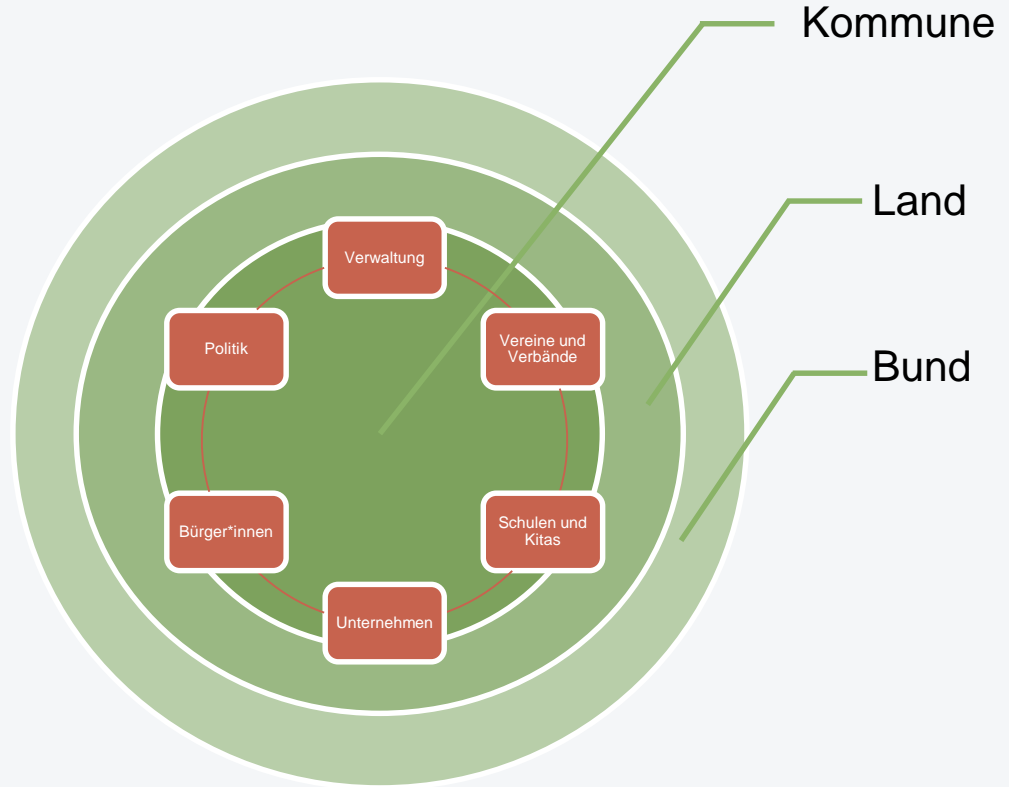 Kommune
Land
Bund
Verwaltung
Vereine und
Verbände
Schulen und
Kitas
Unternehmen
Bürger*innen
Politik